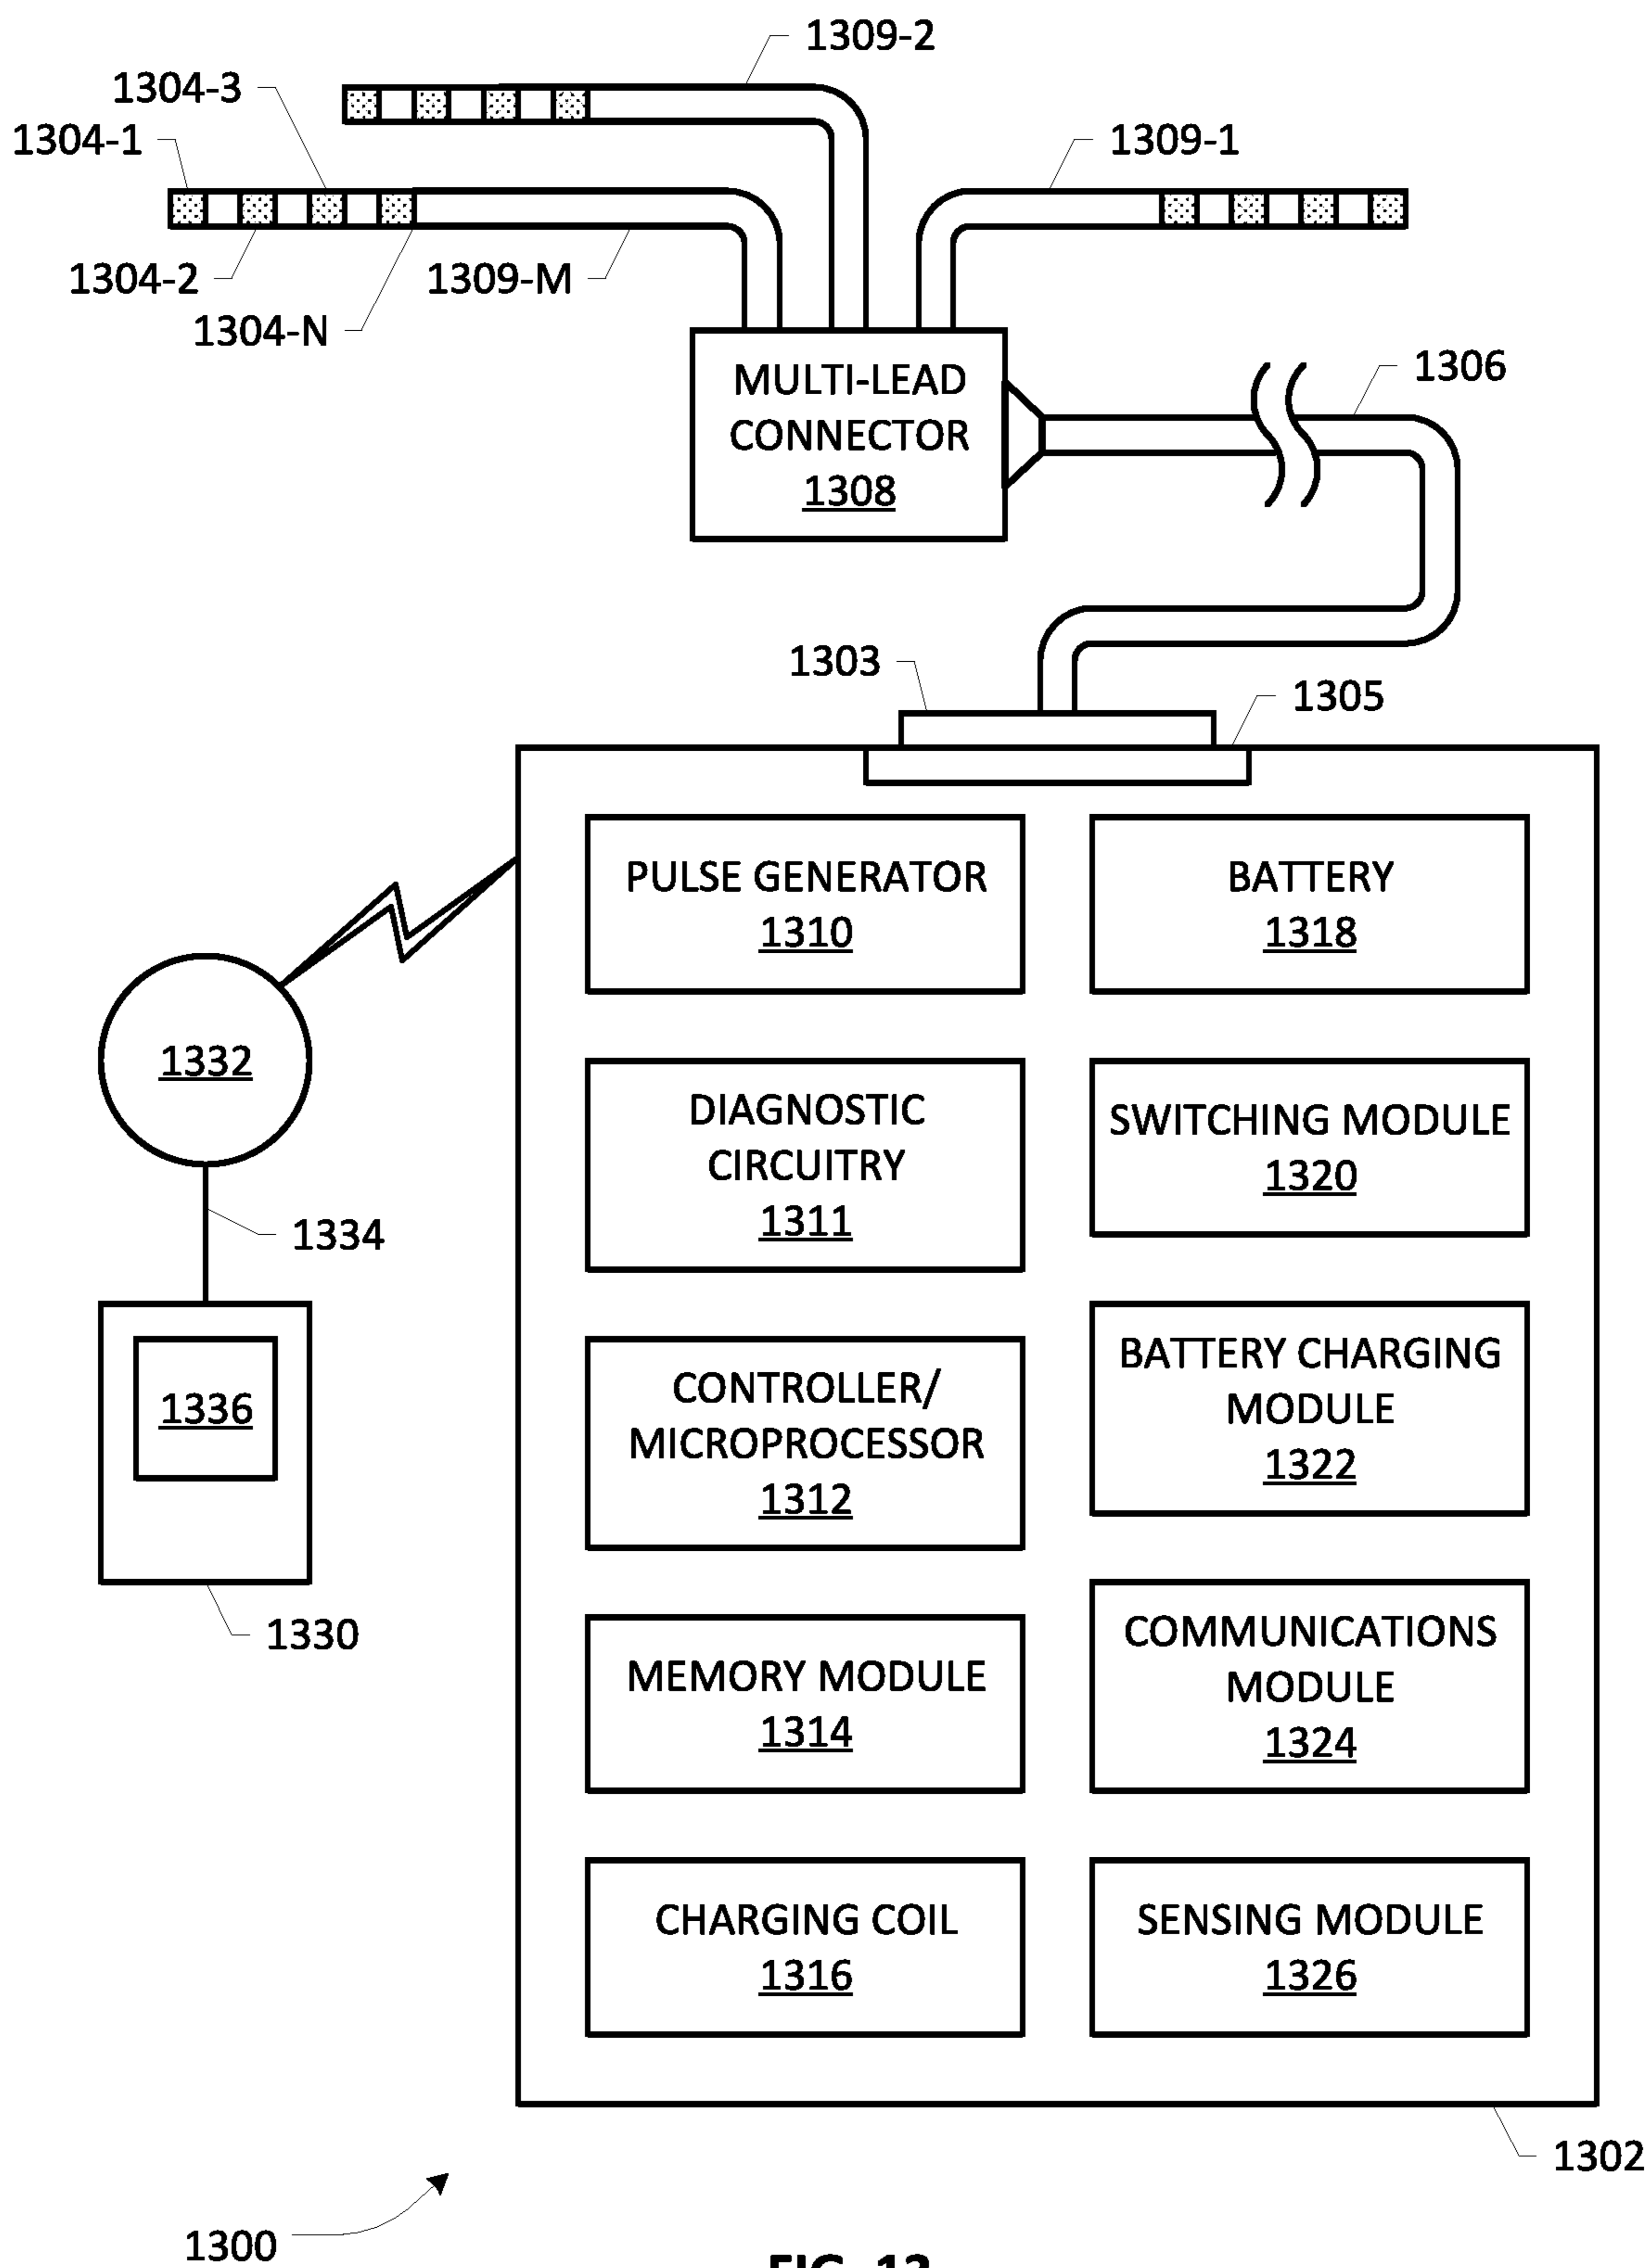 1309-2
1304-3
1304-1
1309-1
1304-2
1309-M
1304-N
MULTI-LEAD
CONNECTOR
1308
1306
1303
1305
PULSE GENERATOR
1310
BATTERY
1318
1332
DIAGNOSTIC
CIRCUITRY
1311
SWITCHING MODULE
1320
1334
1336
CONTROLLER/
MICROPROCESSOR
1312
BATTERY CHARGING
MODULE
1322
1330
MEMORY MODULE
1314
COMMUNICATIONS
MODULE
1324
CHARGING COIL
1316
SENSING MODULE
1326
1302
1300
FIG. 13